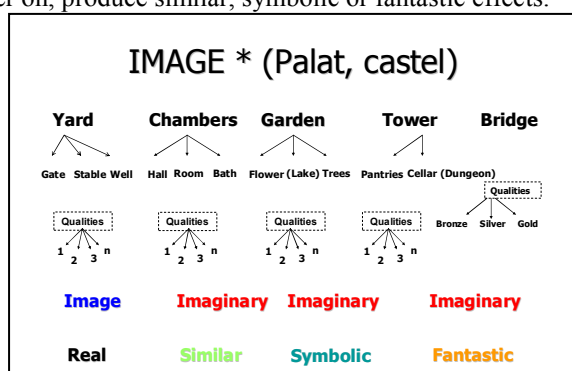 er on, produce similar, symbolic or fantastic effects.
IMAGE * (Palat, castel)
Yard Chambers Garden Tower Bridge
Gate Stable Well Hall Room Bath Flower (Lake) Trees Pantries Cellar (Dungeon)
Qualities
Bronze Silver Gold
Qualities Qualities Qualities Qualities
1 2 3 n 1 2 3 n 1 2 3 n 1 2 3 n
Image Imaginary Imaginary Imaginary
Real Similar Symbolic Fantastic